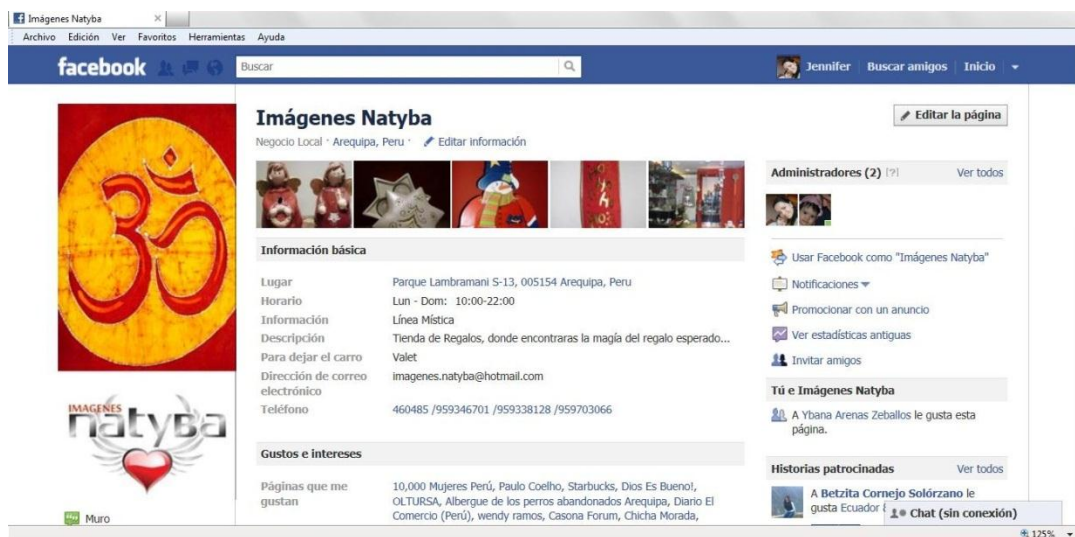 Imágenes Natyba
Archivo Edición Ver Favoritos Herramientas Ayuda
facebook
Buscar
Jennifer Buscar amigos Inicio
Imágenes Natyba
Negocio Local · Arequipa, Peru · Editar información
Editar la página
Administradores (2) [?] Ver todos
Información básica
Lugar Parque Lambramani S-13, 005154 Arequipa, Peru
Horario Lun - Dom: 10:00-22:00
Información Línea Mística
Descripción Tienda de Regalos, donde encontraras la magía del regalo esperado...
Para dejar el carro Valet
Dirección de correo electrónico imagenes.natyba@hotmail.com
Teléfono 460485 /959346701 /959338128 /959703066
Gustos e intereses
Páginas que me gustan 10,000 Mujeres Perú, Paulo Coelho, Starbucks, Dios Es Bueno!,
OLTURSA, Albergue de los perros abandonados Arequipa, Diario El
Comercio (Perú), wendy ramos, Casona Forum, Chicha Morada,
Usar Facebook como "Imágenes Natyba"
Notificaciones
Promocionar con un anuncio
Ver estadísticas antiguas
Invitar amigos
Tú e Imágenes Natyba
A Ybana Arenas Zeballos le gusta esta
página.
Historias patrocinadas Ver todos
A Betzita Cornejo Solórzano le
gusta Ecuador
Chat (sin conexión)
IMAGENES
natyba
Muro
125%